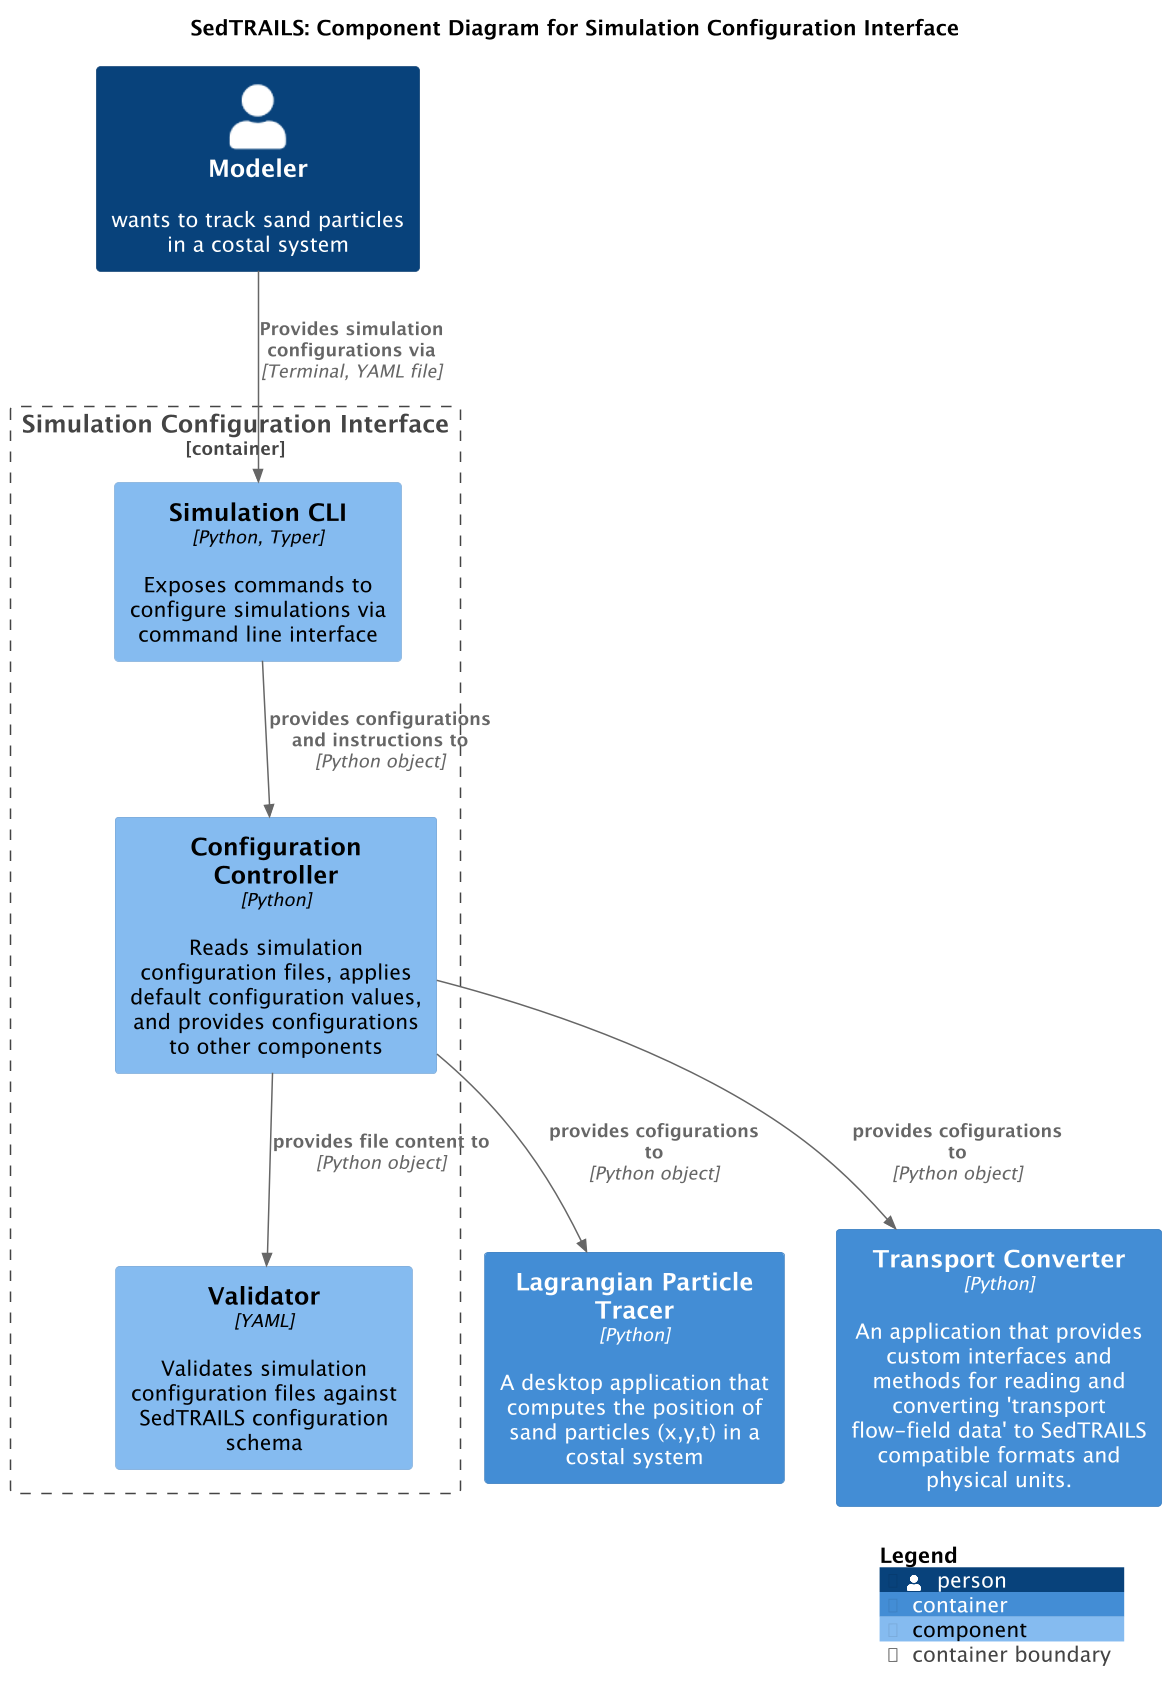 SedTRAILS: Component Diagram for Simulation Configuration Interface
Modeler
wants to track sand particles
in a costal system
Provides simulation
configurations via
[Terminal, YAML file]
Simulation Configuration Interface
[container]
Simulation CLI
[Python, Typer]
Exposes commands to
configure simulations via
command line interface
provides configurations
and instructions to
[Python object]
Configuration
Controller
[Python]
Reads simulation
configuration files, applies
default configuration values,
and provides configurations
to other components
provides file content to
[Python object]
provides cofigurations
to
[Python object]
provides cofigurations
to
[Python object]
Validator
[YAML]
Validates simulation
configuration files against
SedTRAILS configuration
schema
Lagrangian Particle
Tracer
[Python]
A desktop application that
computes the position of
sand particles (x,y,t) in a
costal system
Transport Converter
[Python]
An application that provides
custom interfaces and
methods for reading and
converting 'transport
flow-field data' to SedTRAILS
compatible formats and
physical units.
Legend
person
container
component
container boundary